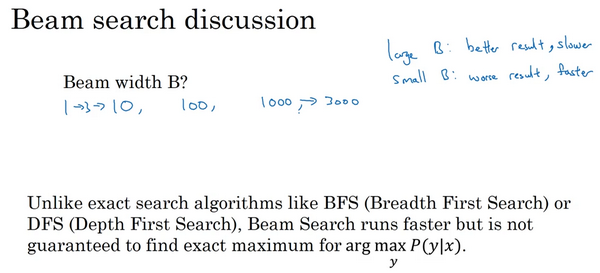 Beam search discussion
large B: better result, slower
small B: worse result, faster
Beam width B?
1→3→10, 100, 1000, → 3000
Unlike exact search algorithms like BFS (Breadth First Search) or
DFS (Depth First Search), Beam Search runs faster but is not
guaranteed to find exact maximum for arg max P(y|x).
y